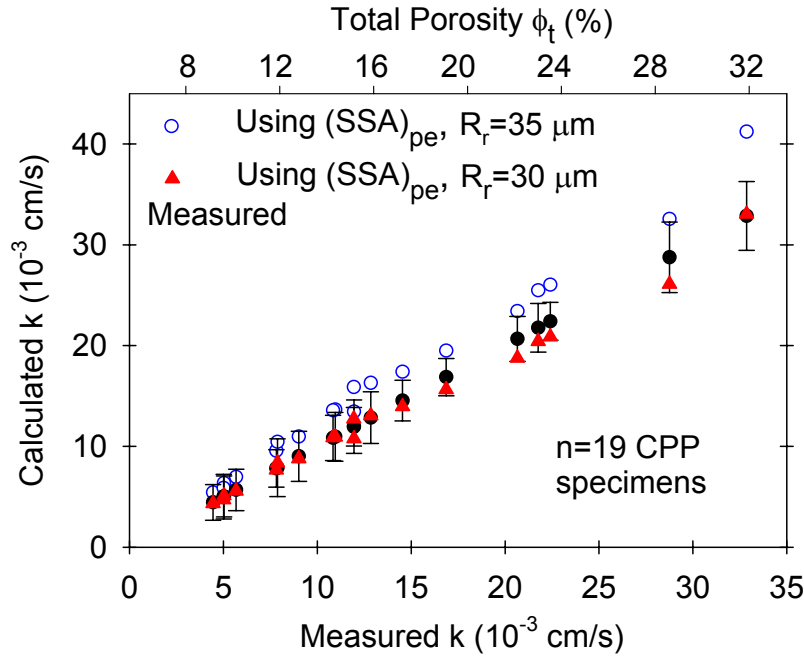 Total Porosity ϕt (%)
8 12 16 20 24 28 32
Using (SSA)pe, Rr=35 μm
Using (SSA)pe, Rr=30 μm
Measured
n=19 CPP
specimens
Calculated k (10-3 cm/s)
40
30
20
10
0
0 5 10 15 20 25 30 35
Measured k (10-3 cm/s)